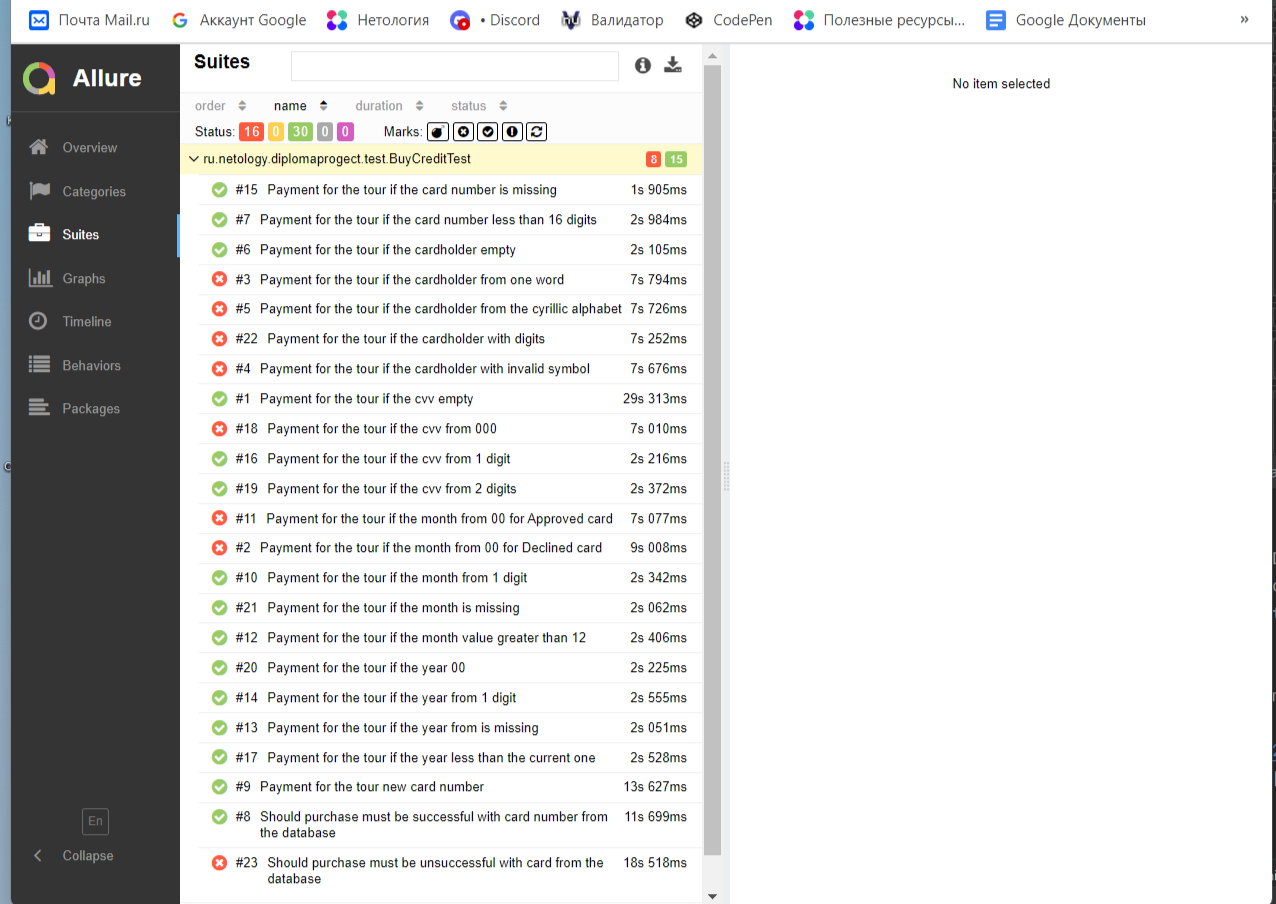 Почта Mail.ru Аккаунт Google Нетология • Discord Валидатор CodePen Полезные ресурсы... Google Документы »
Allure
Overview
Categories
Suites
Graphs
Timeline
Behaviors
Packages
En
Collapse
Suites
order name duration status
Status: 16 0 30 0 0 Marks:
ru.netology.diplomaprogect.test.BuyCreditTest 8 15
#15 Payment for the tour if the card number is missing 1s 905ms
#7 Payment for the tour if the card number less than 16 digits 2s 984ms
#6 Payment for the tour if the cardholder empty 2s 105ms
#3 Payment for the tour if the cardholder from one word 7s 794ms
#5 Payment for the tour if the cardholder from the cyrillic alphabet 7s 726ms
#22 Payment for the tour if the cardholder with digits 7s 252ms
#4 Payment for the tour if the cardholder with invalid symbol 7s 676ms
#1 Payment for the tour if the cvv empty 29s 313ms
#18 Payment for the tour if the cvv from 000 7s 010ms
#16 Payment for the tour if the cvv from 1 digit 2s 216ms
#19 Payment for the tour if the cvv from 2 digits 2s 372ms
#11 Payment for the tour if the month from 00 for Approved card 7s 077ms
#2 Payment for the tour if the month from 00 for Declined card 9s 008ms
#10 Payment for the tour if the month from 1 digit 2s 342ms
#21 Payment for the tour if the month is missing 2s 062ms
#12 Payment for the tour if the month value greater than 12 2s 406ms
#20 Payment for the tour if the year 00 2s 225ms
#14 Payment for the tour if the year from 1 digit 2s 555ms
#13 Payment for the tour if the year from is missing 2s 051ms
#17 Payment for the tour if the year less than the current one 2s 528ms
#9 Payment for the tour new card number 13s 627ms
#8 Should purchase must be successful with card number from 11s 699ms
the database
#23 Should purchase must be unsuccessful with card from the 18s 518ms
database
No item selected